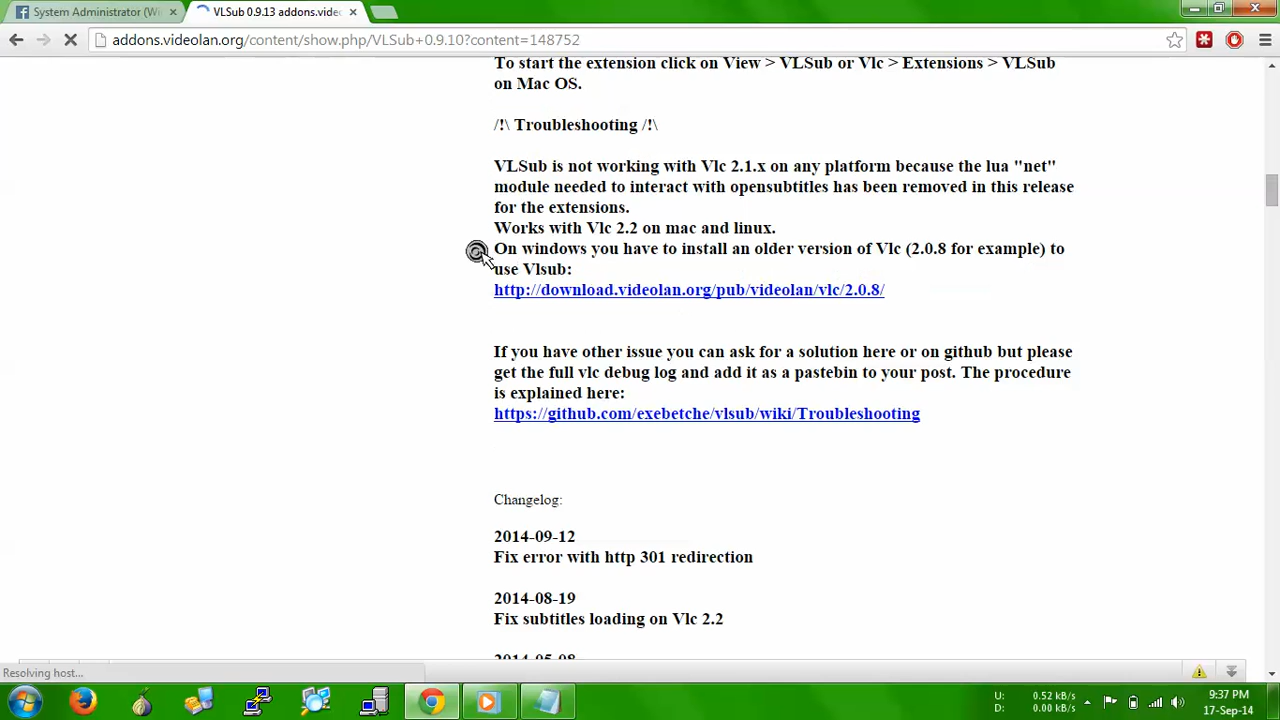 System Administrator (Wi
VLSub 0.9.13 addons.video
addons.videolan.org/content/show.php/VLSub+0.9.10?content=148752
To start the extension click on View > VLSub or Vlc > Extensions > VLSub
on Mac OS.
/!\ Troubleshooting /!\
VLSub is not working with Vlc 2.1.x on any platform because the lua "net"
module needed to interact with opensubtitles has been removed in this release
for the extensions.
Works with Vlc 2.2 on mac and linux.
On windows you have to install an older version of Vlc (2.0.8 for example) to
use Vlsub:
http://download.videolan.org/pub/videolan/vlc/2.0.8/
If you have other issue you can ask for a solution here or on github but please
get the full vlc debug log and add it as a pastebin to your post. The procedure
is explained here:
https://github.com/exebetche/vlsub/wiki/Troubleshooting
Changelog:
2014-09-12
Fix error with http 301 redirection
2014-08-19
Fix subtitles loading on Vlc 2.2
2014-05-08
Resolving host...
U: 0.52 kB/s
D: 0.00 kB/s
9:37 PM
17-Sep-14